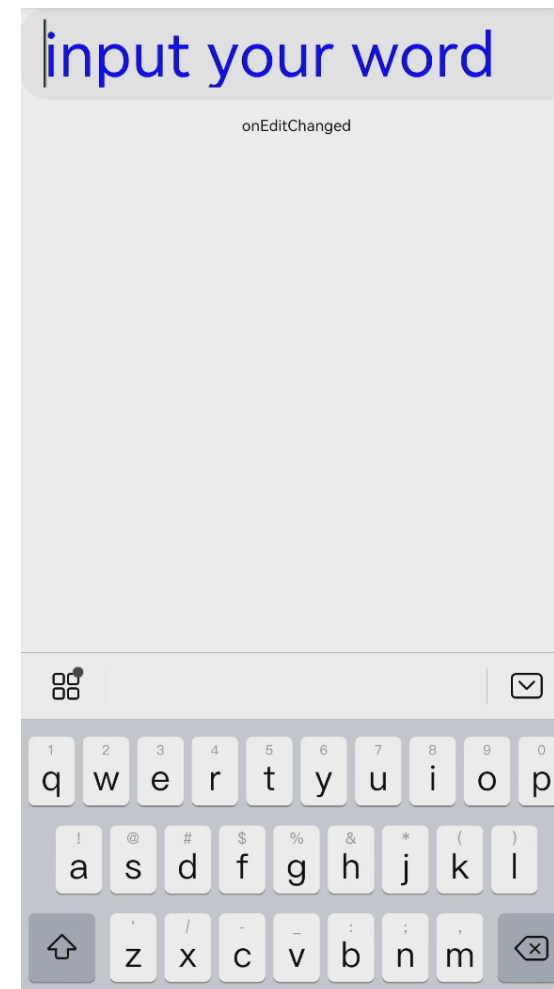 input your word
onEditChanged
1 2 3 4 5 6 7 8 9 0
q w e r t y u i o p
! @ # $ % & * ( )
a s d f g h j k l
' / - _ : ; ,
z x c v b n m